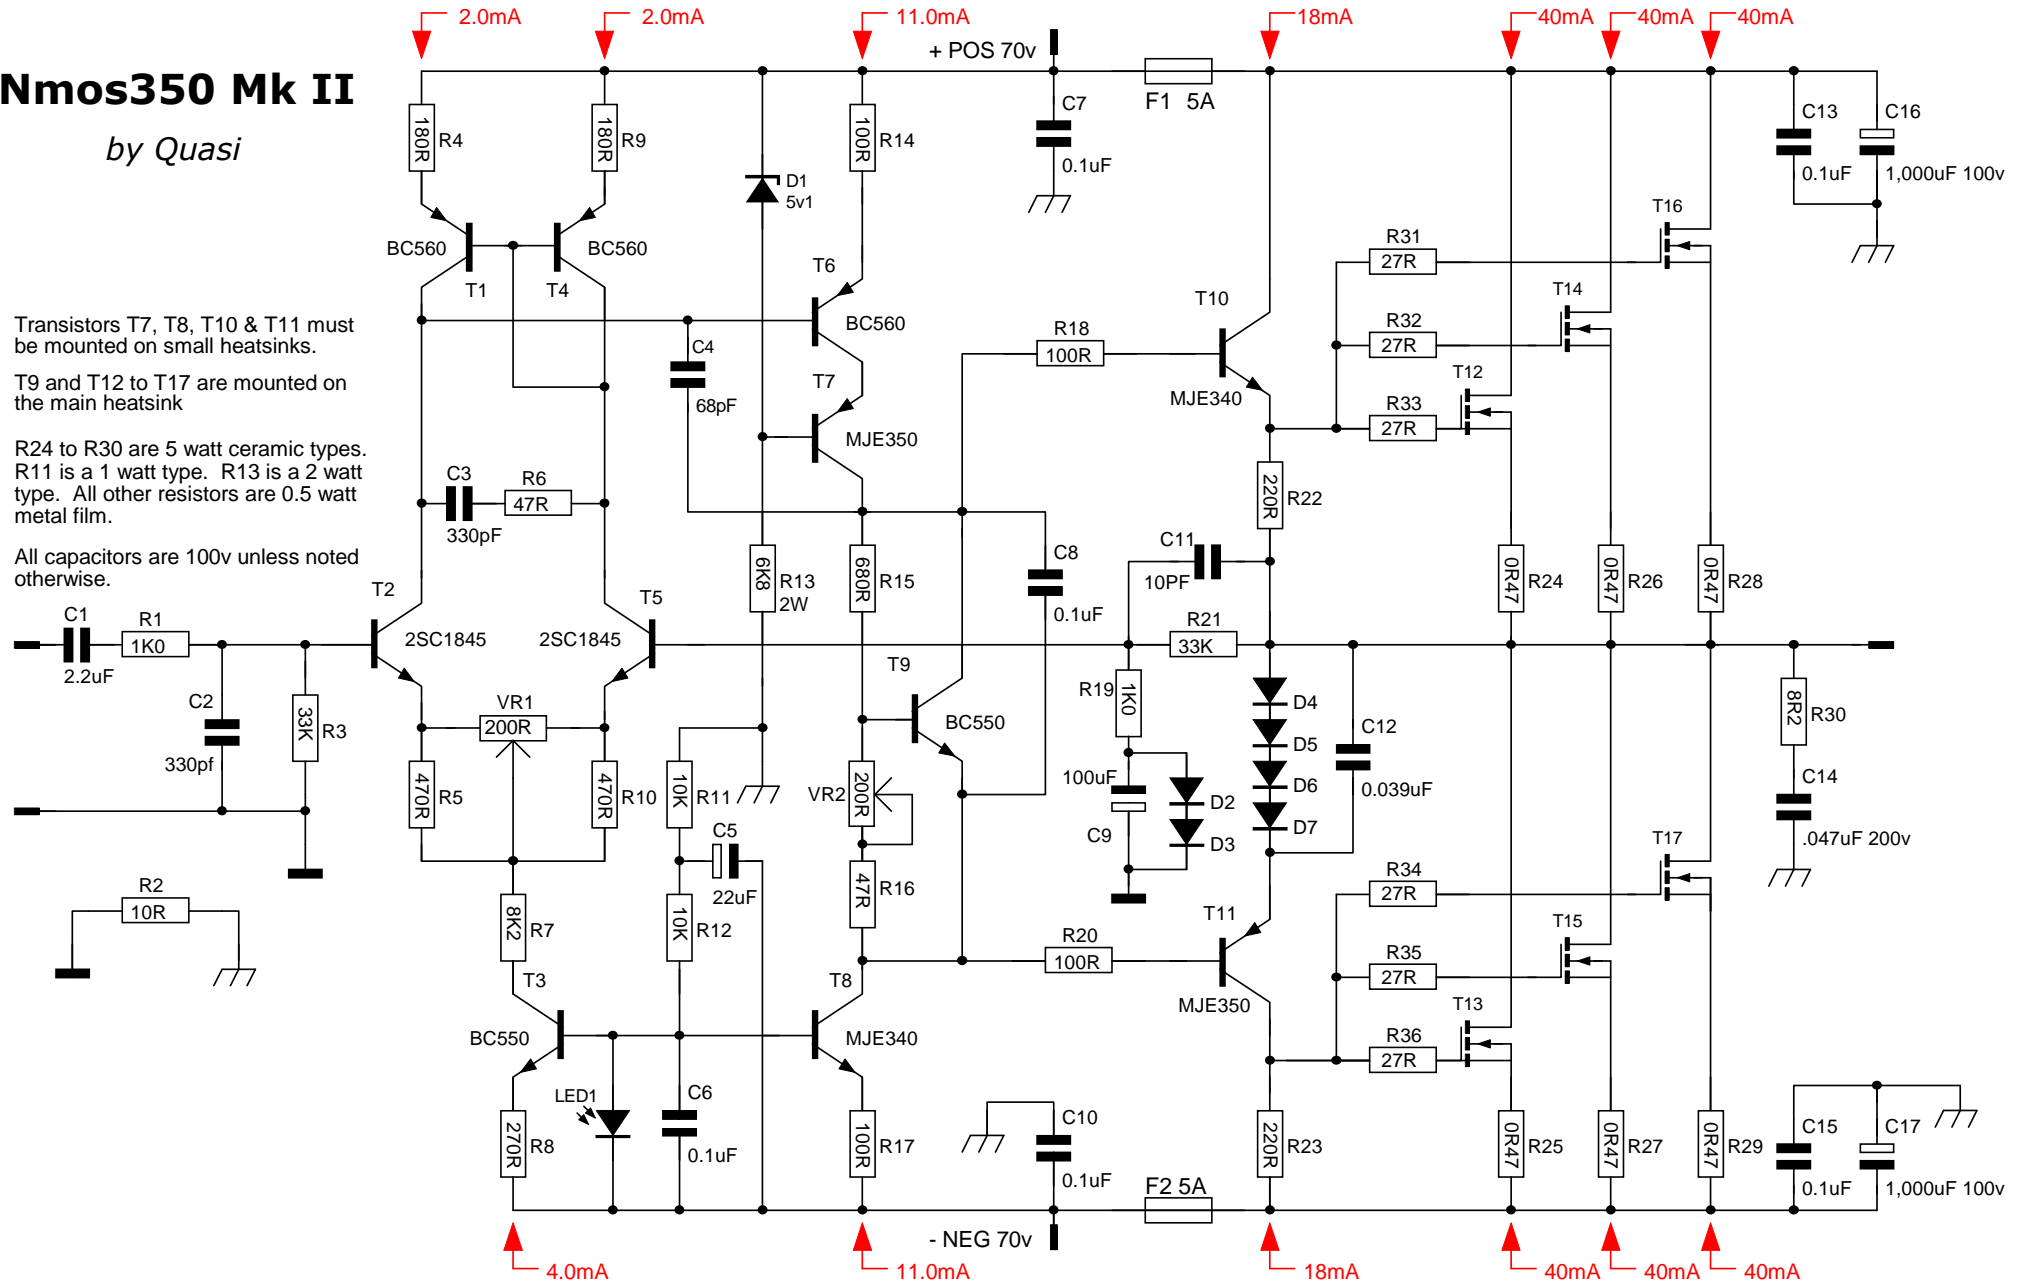 2.0mA
2.0mA
11.0mA
18mA
40mA
40mA
40mA
+ POS 70v
Nmos350 Mk II
by Quasi
F1 5A
180R
R4
180R
R9
100R
R14
C7
0.1uF
C13
0.1uF
C16
1,000uF 100v
D1
5v1
BC560
BC560
T1
T4
T6
BC560
T7
MJE350
C4
68pF
Transistors T7, T8, T10 & T11 must
be mounted on small heatsinks.
T9 and T12 to T17 are mounted on
the main heatsink
R24 to R30 are 5 watt ceramic types.
R11 is a 1 watt type. R13 is a 2 watt
type. All other resistors are 0.5 watt
metal film.
All capacitors are 100v unless noted
otherwise.
T10
MJE340
R18
100R
R31
27R
R32
27R
R33
27R
T16
T14
T12
C3
330pF
R6
47R
220R
R22
C11
10PF
C8
0.1uF
6K8
R13
2W
680R
R15
0R47
R24
0R47
R26
0R47
R28
T2
2SC1845
T5
2SC1845
C1
2.2uF
R1
1K0
C2
330pf
33K
R3
VR1
200R
R21
33K
T9
BC550
R19
1K0
D4
D5
D6
D7
C12
0.039uF
8R2
R30
C14
.047uF 200v
470R
R5
470R
R10
10K
R11
VR2
200R
100uF
C9
D2
D3
C5
22uF
47R
R16
R2
10R
8K2
R7
10K
R12
T11
MJE350
R20
100R
R34
27R
R35
27R
R36
27R
T17
T15
T13
T3
BC550
T8
MJE340
LED1
C6
0.1uF
270R
R8
100R
R17
C10
0.1uF
220R
R23
0R47
R25
0R47
R27
0R47
R29
C15
0.1uF
C17
1,000uF 100v
F2 5A
- NEG 70v
4.0mA
11.0mA
18mA
40mA
40mA
40mA